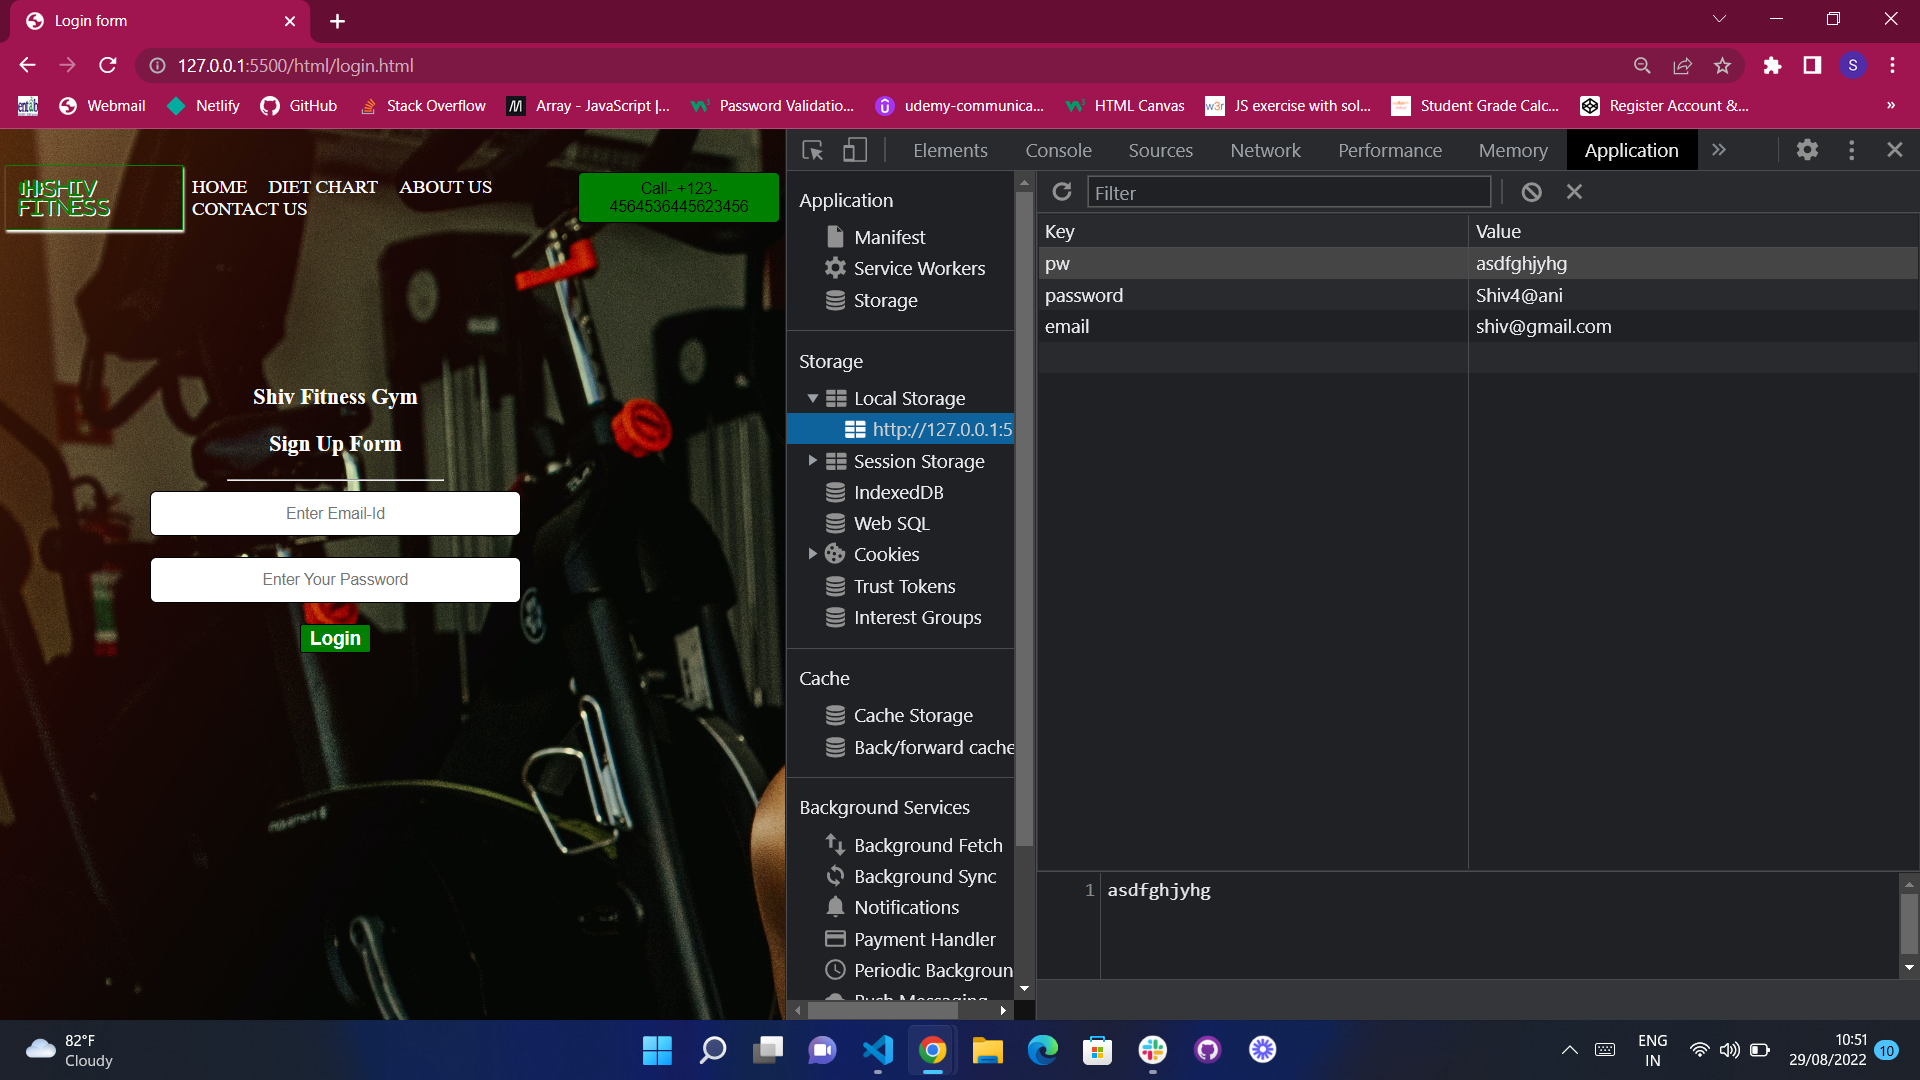 Login form
127.0.0.1:5500/html/login.html
S
Webmail
Netlify
GitHub
Stack Overflow
Array - JavaScript |...
Password Validatio...
udemy-communica...
HTML Canvas
JS exercise with sol...
Student Grade Calc...
Register Account &...
»
SHIV
FITNESS
HOME DIET CHART ABOUT US
CONTACT US
Call- +123-
4564536445623456
Shiv Fitness Gym
Sign Up Form
Enter Email-Id
Enter Your Password
Login
Elements Console Sources Network Performance Memory Application »
Application
Manifest
Service Workers
Storage
Storage
Local Storage
http://127.0.0.1:5
Session Storage
IndexedDB
Web SQL
Cookies
Trust Tokens
Interest Groups
Cache
Cache Storage
Back/forward cache
Background Services
Background Fetch
Background Sync
Notifications
Payment Handler
Periodic Backgroun
Push Messaging
Filter
Key Value
pw asdfghjyhg
password Shiv4@ani
email shiv@gmail.com
1 asdfghjyhg
82°F
Cloudy
ENG
IN
10:51
29/08/2022
10